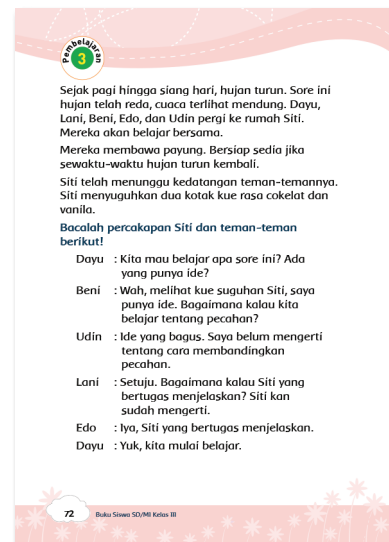 Pembelajaran
3
Sejak pagi hingga siang hari, hujan turun. Sore ini
hujan telah reda, cuaca terlihat mendung. Dayu,
Lani, Beni, Edo, dan Udin pergi ke rumah Siti.
Mereka akan belajar bersama.
Mereka membawa payung. Bersiap sedia jika
sewaktu-waktu hujan turun kembali.
Siti telah menunggu kedatangan teman-temannya.
Siti menyuguhkan dua kotak kue rasa cokelat dan
vanila.
Bacalah percakapan Siti dan teman-teman
berikut!
Dayu : Kita mau belajar apa sore ini? Ada
yang punya ide?
Beni : Wah, melihat kue suguhan Siti, saya
punya ide. Bagaimana kalau kita
belajar tentang pecahan?
Udin : Ide yang bagus. Saya belum mengerti
tentang cara membandingkan
pecahan.
Lani : Setuju. Bagaimana kalau Siti yang
bertugas menjelaskan? Siti kan
sudah mengerti.
Edo : Iya, Siti yang bertugas menjelaskan.
Dayu : Yuk, kita mulai belajar.
72 Buku Siswa SD/MI Kelas III